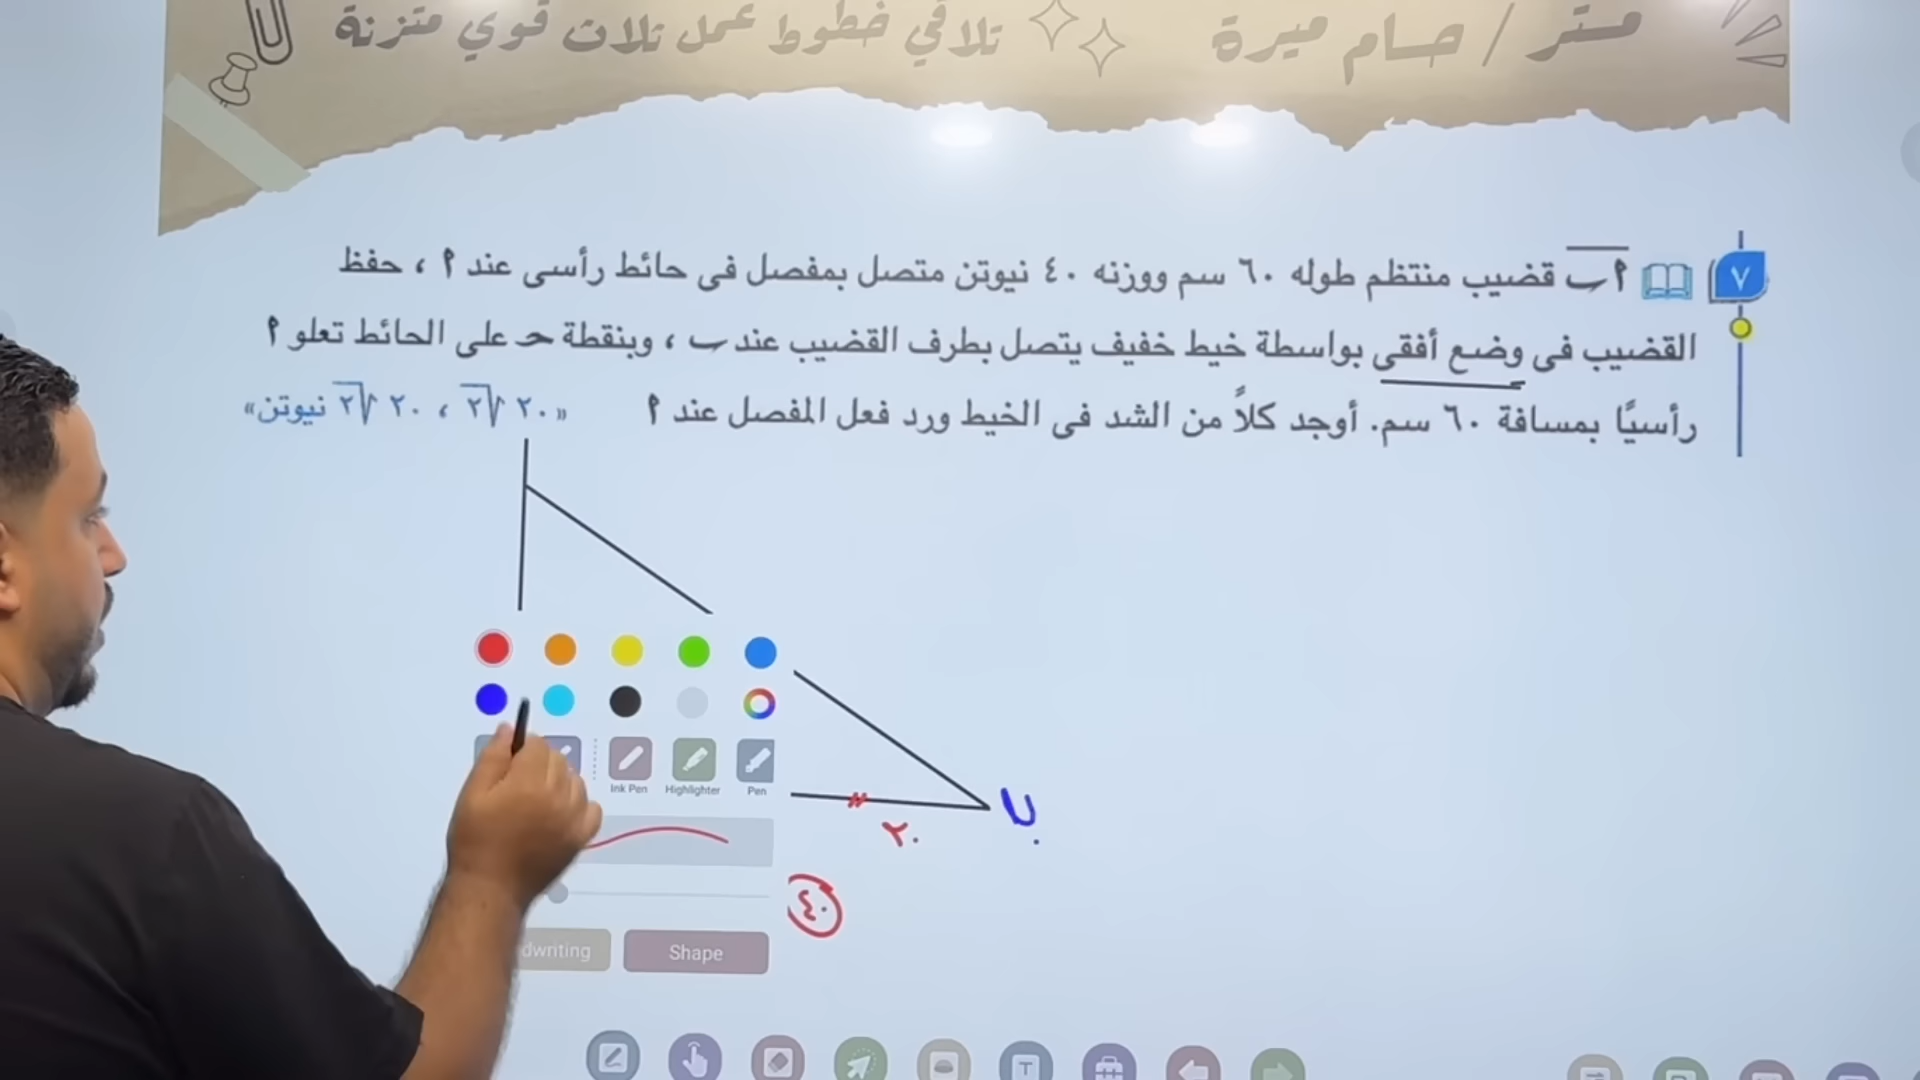 مستر / حسام ميرة تلاقي خطوط عمل ثلاث قوي متزنة
٧ أب قضيب منتظم طوله ٦٠ سم ووزنه ٤٠ نيوتن متصل بمفصل فى حائط رأسى عند أ ، حفظ
القضيب فى وضع أفقى بواسطة خيط خفيف يتصل بطرف القضيب عند ب ، وبنقطة حـ على الحائط تعلو أ
رأسيًا بمسافة ٦٠ سم. أوجد كلاً من الشد فى الخيط ورد فعل المفصل عند أ «٢٠ √٢ ، ٢٠ √٢ نيوتن»
Ink Pen Highlighter Pen
ب
٢٠
٤٠
dwriting Shape
T